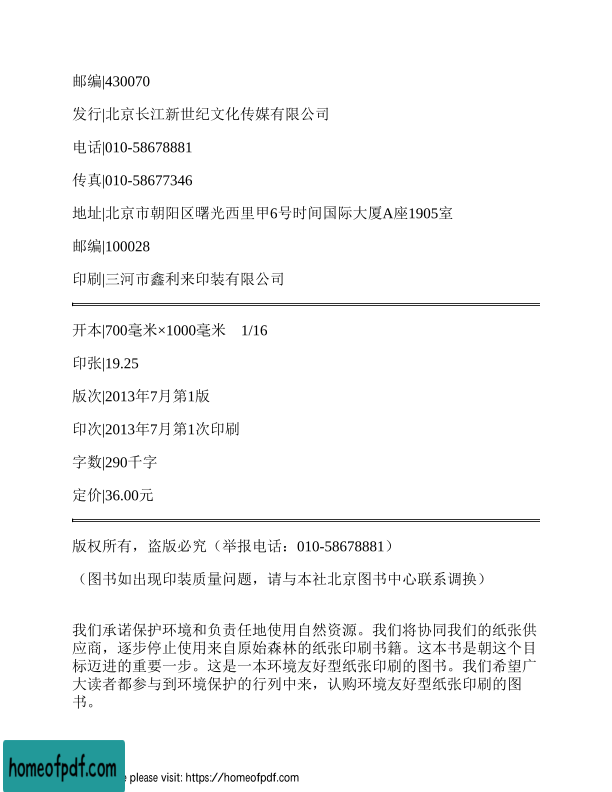 邮编|430070
发行|北京长江新世纪文化传媒有限公司
电话|010-58678881
传真|010-58677346
地址|北京市朝阳区曙光西里甲6号时间国际大厦A座1905室
邮编|100028
印刷|三河市鑫利来印装有限公司
开本|700毫米×1000毫米　1/16
印张|19.25
版次|2013年7月第1版
印次|2013年7月第1次印刷
字数|290千字
定价|36.00元
版权所有，盗版必究（举报电话：010-58678881）
（图书如出现印装质量问题，请与本社北京图书中心联系调换）
我们承诺保护环境和负责任地使用自然资源。我们将协同我们的纸张供
应商，逐步停止使用来自原始森林的纸张印刷书籍。这本书是朝这个目
标迈进的重要一步。这是一本环境友好型纸张印刷的图书。我们希望广
大读者都参与到环境保护的行列中来，认购环境友好型纸张印刷的图
书。
homeofpdf.com
please visit: https://homeofpdf.com